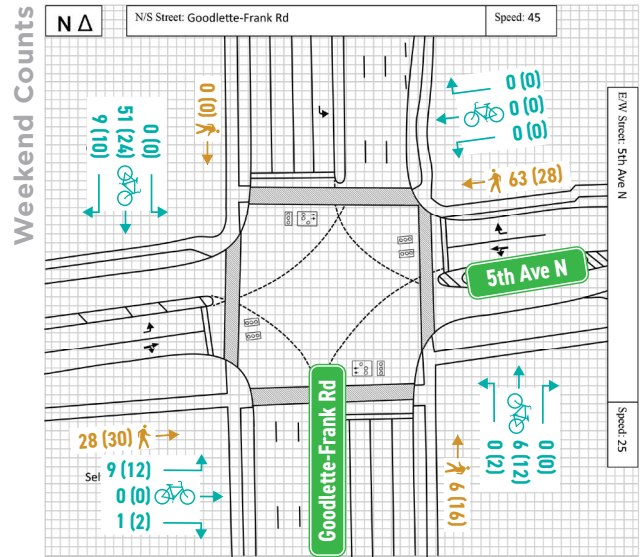 Weekend Counts
N Δ
N/S Street: Goodlette-Frank Rd
Speed: 45
E/W Street: 5th Ave N
Speed: 25
0 (0)
51 (24)
9 (10)
0 (0)
0 (0)
0 (0)
0 (0)
63 (28)
5th Ave N
28 (30)
Sel
9 (12)
0 (0)
1 (2)
Goodlette-Frank Rd
6 (16)
0 (2)
6 (12)
0 (0)